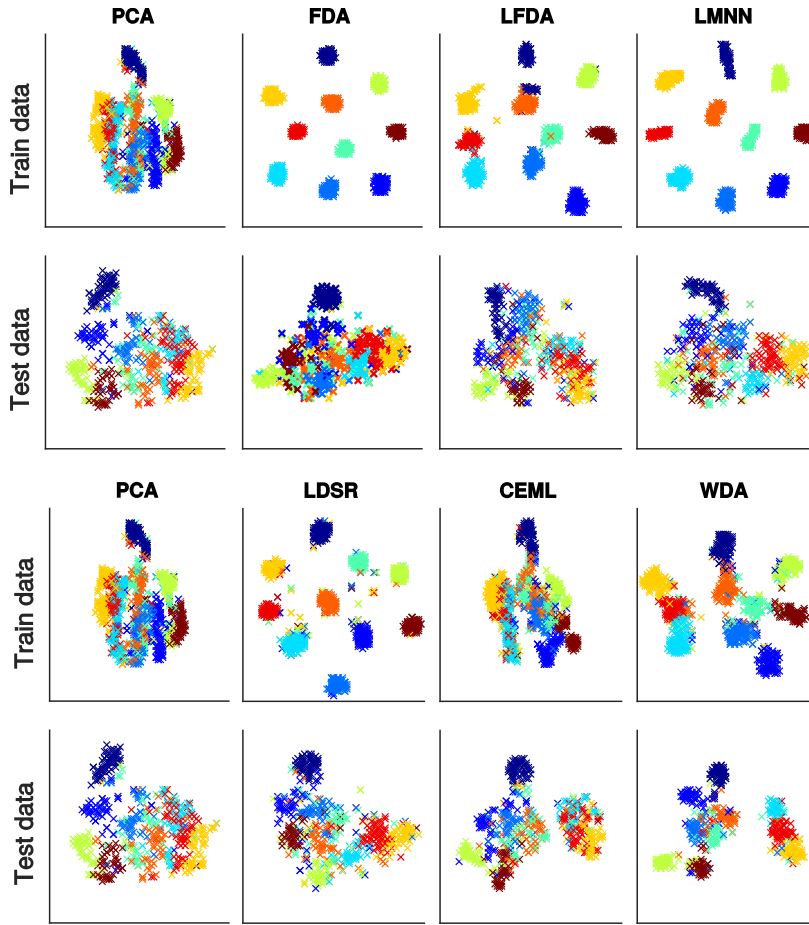 PCA FDA LFDA LMNN
Train data
Test data
PCA LDSR CEML WDA
Train data
Test data